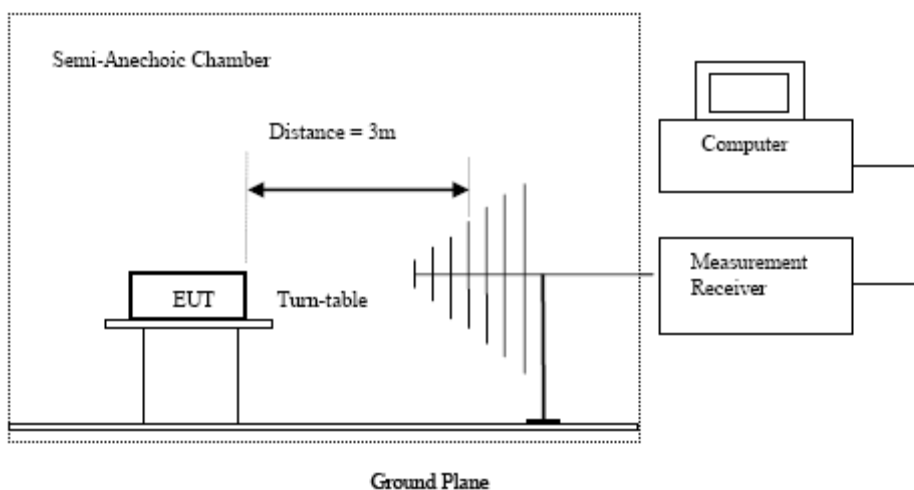 Semi-Anechoic Chamber
Distance = 3m
Computer
Measurement
Receiver
EUT
Turn-table
Ground Plane